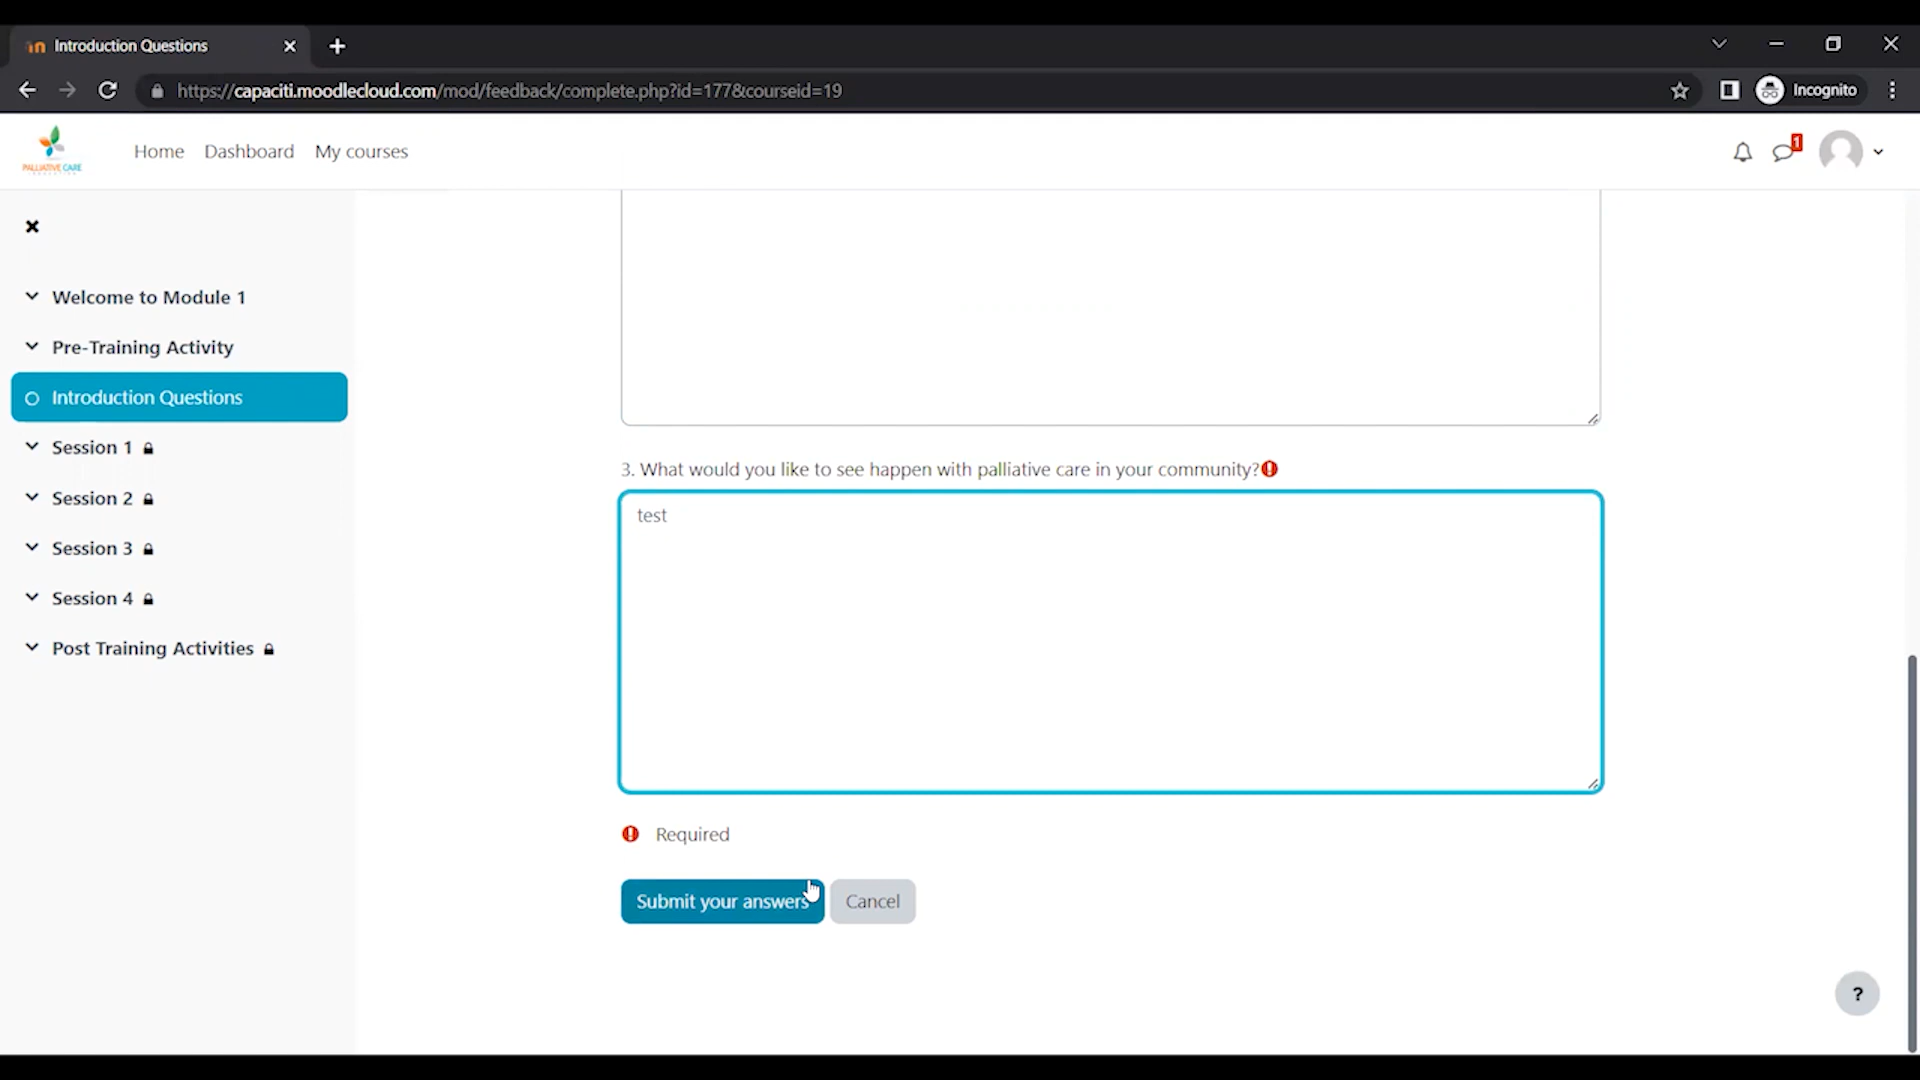 Introduction Questions
https://capaciti.moodlecloud.com/mod/feedback/complete.php?id=177&courseid=19
Incognito
PALLIATIVE CARE
Home Dashboard My courses
1
Welcome to Module 1
Pre-Training Activity
Introduction Questions
Session 1
Session 2
Session 3
Session 4
Post Training Activities
3. What would you like to see happen with palliative care in your community?
test
Required
Submit your answers Cancel
?